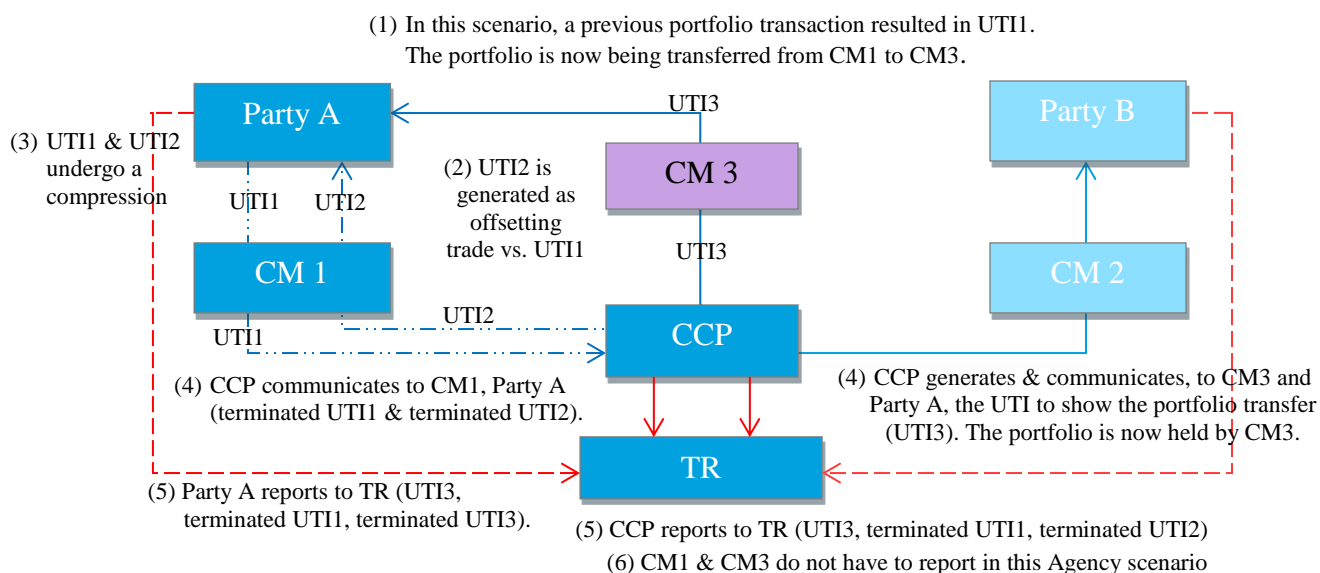 (1) In this scenario, a previous portfolio transaction resulted in UTI1.
The portfolio is now being transferred from CM1 to CM3.
Party A
UTI3
Party B
(3) UTI1 & UTI2
undergo a
compression
(2) UTI2 is
generated as
offsetting
trade vs. UTI1
CM 3
UTI1
UTI2
UTI3
CM 1
CM 2
UTI2
UTI1
CCP
(4) CCP communicates to CM1, Party A
(terminated UTI1 & terminated UTI2).
(4) CCP generates & communicates, to CM3 and
Party A, the UTI to show the portfolio transfer
(UTI3). The portfolio is now held by CM3.
TR
(5) Party A reports to TR (UTI3,
terminated UTI1, terminated UTI3).
(5) CCP reports to TR (UTI3, terminated UTI1, terminated UTI2)
(6) CM1 & CM3 do not have to report in this Agency scenario